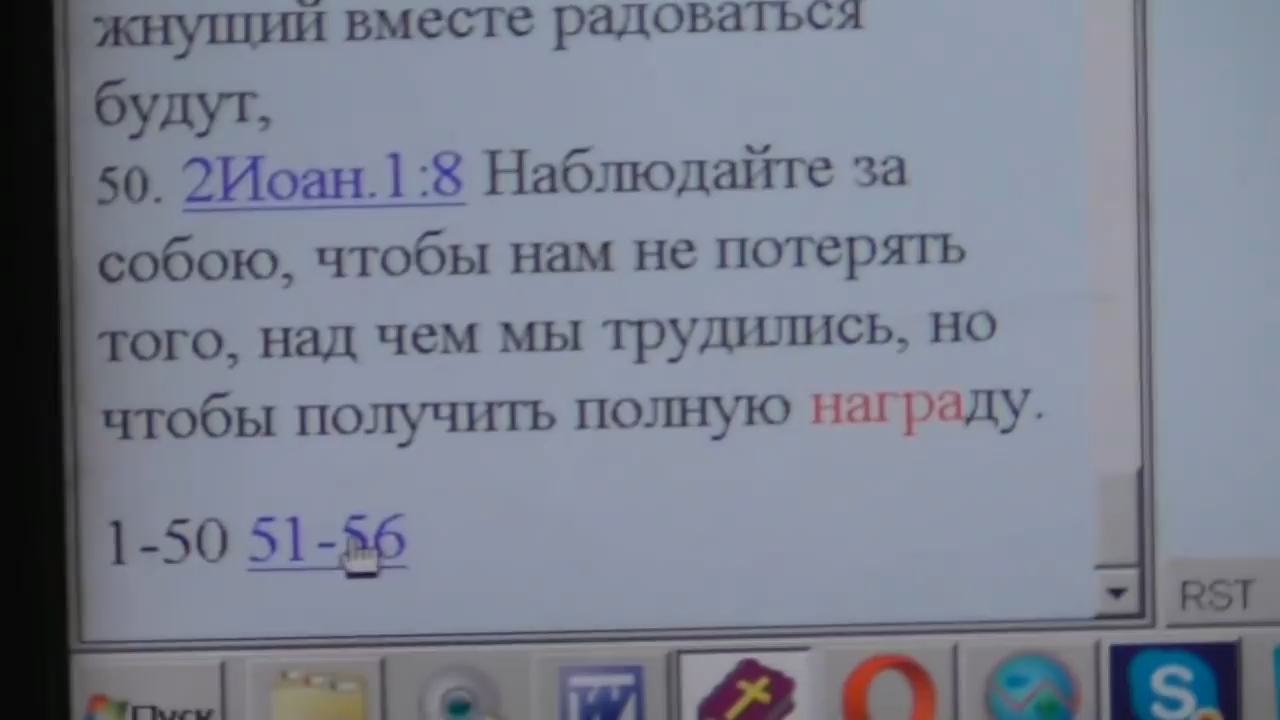 жнущий вместе радоваться
будут,
50. 2Иоан.1:8 Наблюдайте за
собою, чтобы нам не потерять
того, над чем мы трудились, но
чтобы получить полную награду.
1-50 51-56
RST
Пуск
W
S